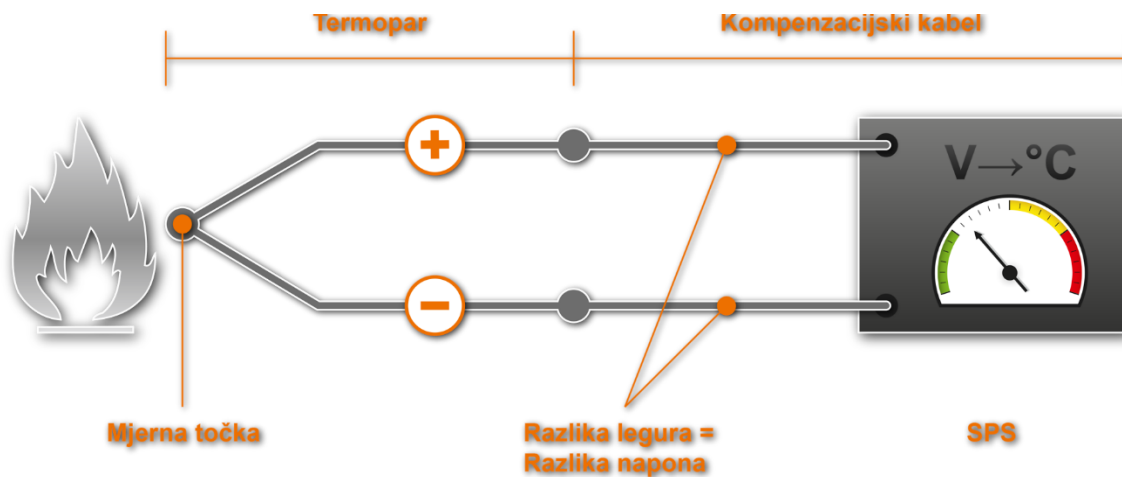 Termopar
Kompenzacijski kabel
+
V→°C
−
Mjerna točka
Razlika legura =
Razlika napona
SPS